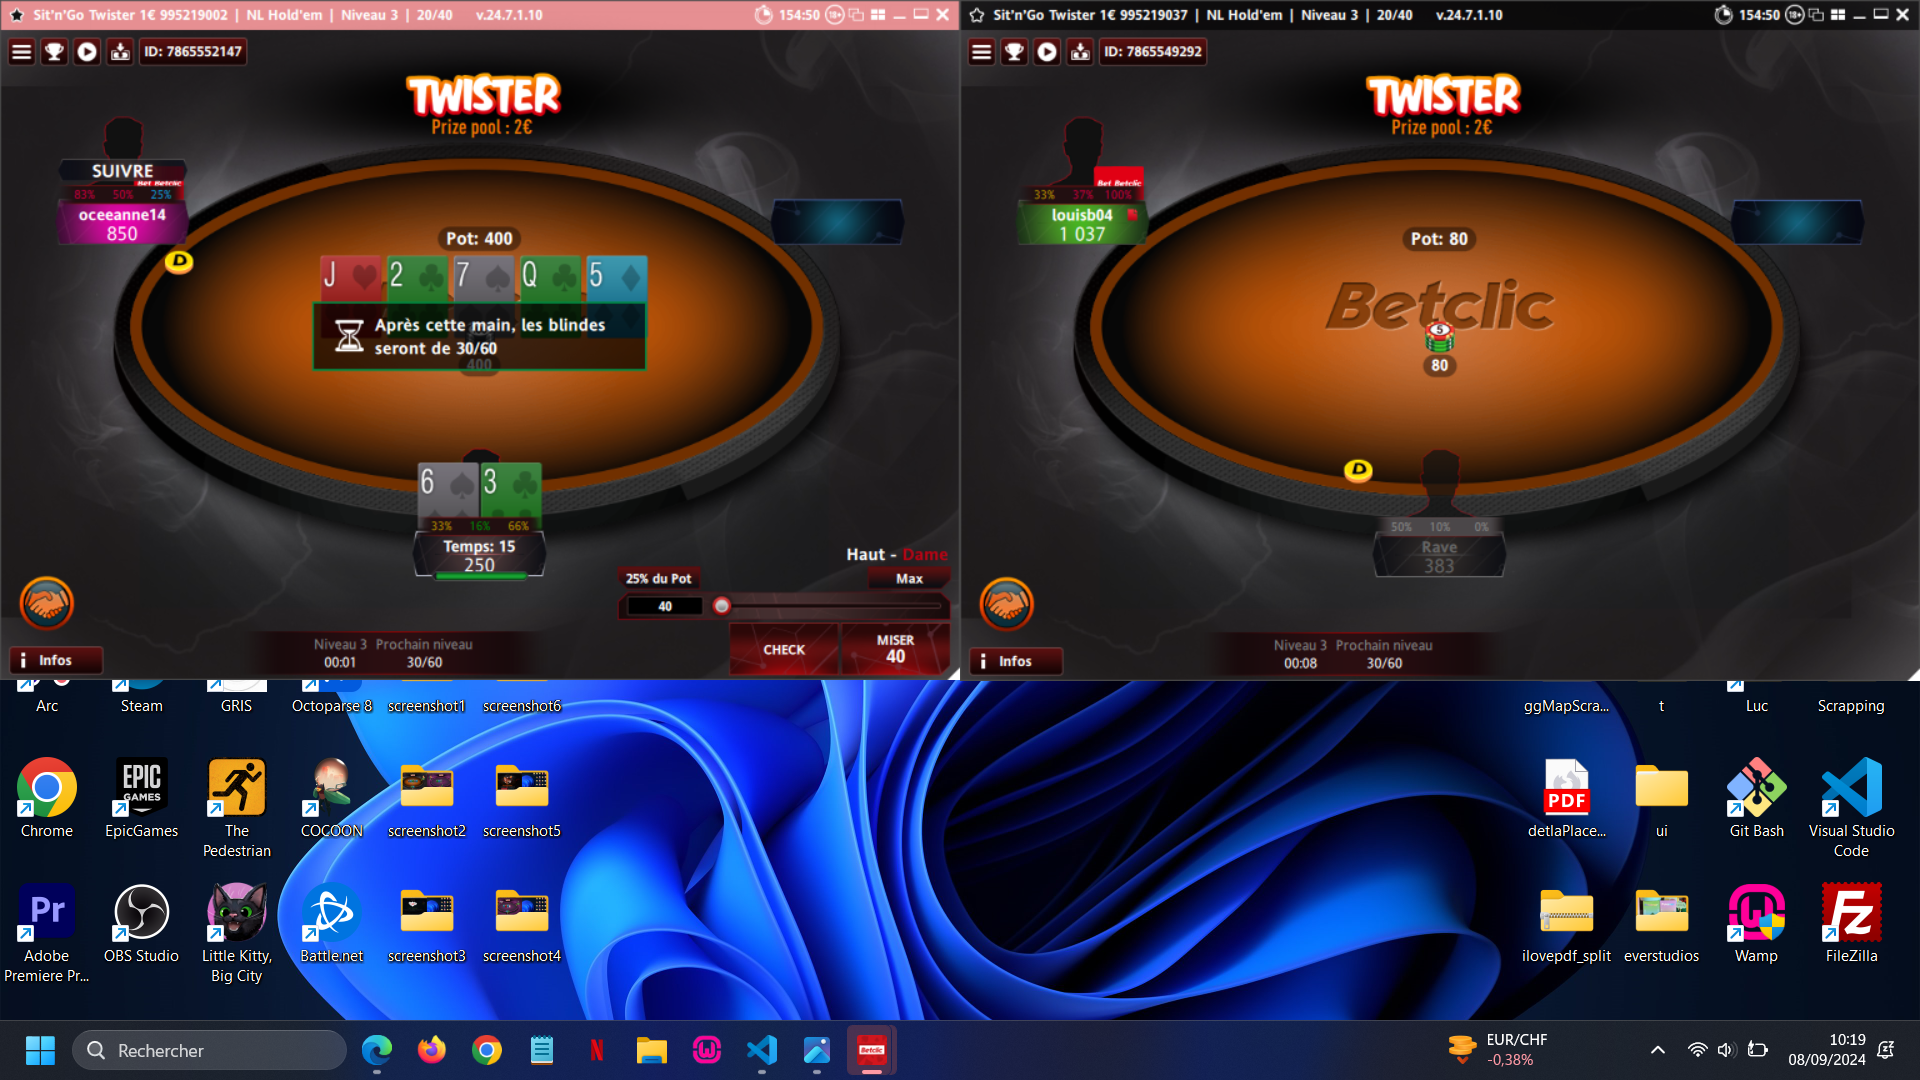 Sit'n'Go Twister 1€ 995219002 | NL Hold'em | Niveau 3 | 20/40 v.24.7.1.10
154:50 18+
ID: 7865552147
TWISTER
Prize pool : 2€
SUIVRE
Bet Betclic
83% 50% 25%
oceeanne14
850
D
Pot: 400
J 2 7 Q 5
Après cette main, les blindes
seront de 30/60
400
6 3
33% 16% 66%
Temps: 15
250
Haut - Dame
25% du Pot
Max
40
CHECK
MISER
40
Niveau 3 Prochain niveau
00:01 30/60
i Infos
Sit'n'Go Twister 1€ 995219037 | NL Hold'em | Niveau 3 | 20/40 v.24.7.1.10
154:50 18+
ID: 7865549292
TWISTER
Prize pool : 2€
Bet Betclic
33% 37% 100%
louisb04
1 037
Pot: 80
Betclic
5
80
D
50% 10% 0%
Rave
383
Niveau 3 Prochain niveau
00:08 30/60
i Infos
Arc
Steam
GRIS
Octoparse 8
screenshot1
screenshot6
ggMapScra...
t
Luc
Scrapping
EPIC
GAMES
PDF
Chrome
EpicGames
The
Pedestrian
COCOON
screenshot2
screenshot5
detlaPlace...
ui
Git Bash
Visual Studio
Code
Pr
Fz
Adobe
Premiere Pr...
OBS Studio
Little Kitty,
Big City
Battle.net
screenshot3
screenshot4
ilovepdf_split
everstudios
Wamp
FileZilla
Rechercher
N
Betclic
EUR/CHF
-0,38%
10:19
08/09/2024